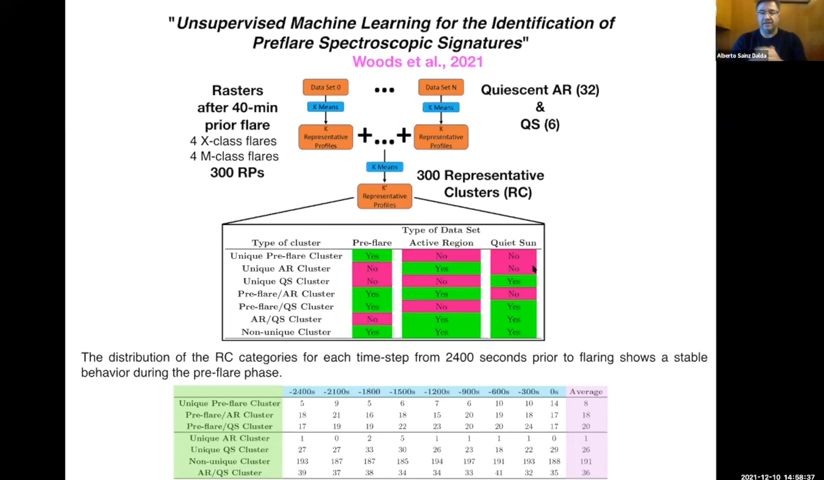 "Unsupervised Machine Learning for the Identification of
Preflare Spectroscopic Signatures"
Woods et al., 2021
Alberto Sainz Dalda
Rasters
after 40-min
prior flare
4 X-class flares
4 M-class flares
300 RPs
Data Set 0
...
Data Set N
K Means
K Means
K
Representative
Profiles
+...+
K
Representative
Profiles
K Means
K'
Representative
Profiles
Quiescent AR (32)
&
QS (6)
300 Representative
Clusters (RC)
Type of Data Set
Type of cluster Pre-flare Active Region Quiet Sun
Unique Pre-flare Cluster Yes No No
Unique AR Cluster No Yes No
Unique QS Cluster No No Yes
Pre-flare/AR Cluster Yes Yes No
Pre-flare/QS Cluster Yes No Yes
AR/QS Cluster No Yes Yes
Non-unique Cluster Yes Yes Yes
The distribution of the RC categories for each time-step from 2400 seconds prior to flaring shows a stable
behavior during the pre-flare phase.
-2400s -2100s -1800 -1500s -1200s -900s -600s -300s 0s Average
Unique Pre-flare Cluster 5 9 5 6 7 6 10 10 14 8
Pre-flare/AR Cluster 18 21 16 18 15 20 19 18 17 18
Pre-flare/QS Cluster 17 19 19 22 23 20 20 24 17 20
Unique AR Cluster 1 0 2 5 1 1 1 1 0 1
Unique QS Cluster 27 27 33 30 26 23 18 22 29 26
Non-unique Cluster 193 187 187 185 194 197 191 193 188 191
AR/QS Cluster 39 37 38 34 34 33 41 32 35 36
2021-12-10 14:58:37